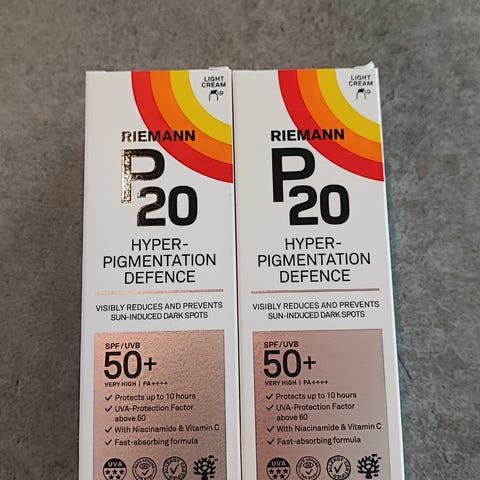 LIGHT
CREAM
RIEMANN
P20
HYPER-
PIGMENTATION
DEFENCE
VISIBLY REDUCES AND PREVENTS
SUN-INDUCED DARK SPOTS
SPF/UVB
50+
VERY HIGH | PA++++
✓ Protects up to 10 hours
✓ UVA-Protection Factor
above 60
✓ With Niacinamide & Vitamin C
✓ Fast-absorbing formula
UVA
LIGHT
CREAM
RIEMANN
P20
HYPER-
PIGMENTATION
DEFENCE
VISIBLY REDUCES AND PREVENTS
SUN-INDUCED DARK SPOTS
SPF/UVB
50+
VERY HIGH | PA++++
✓ Protects up to 10 hours
✓ UVA-Protection Factor
above 60
✓ With Niacinamide & Vitamin C
✓ Fast-absorbing formula
UVA